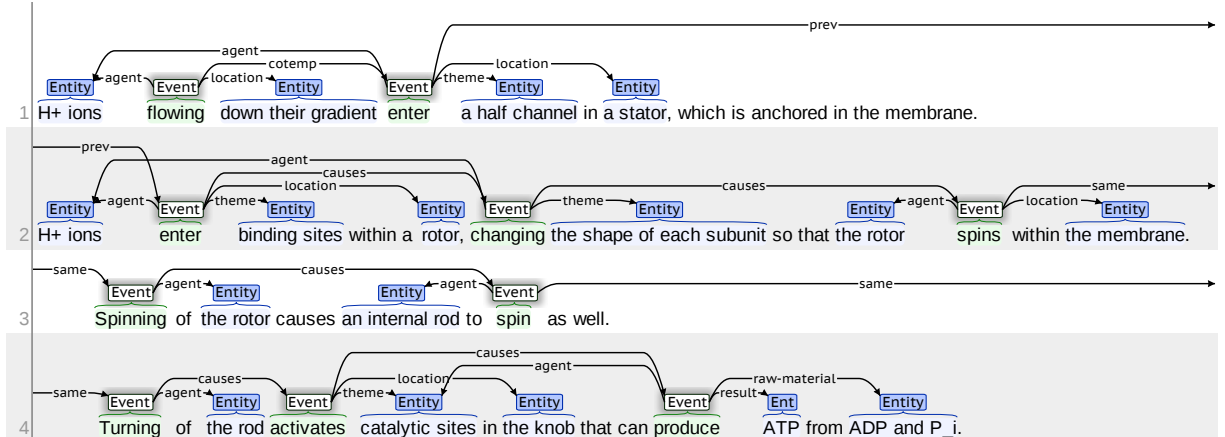 prev
agent
cotemp
Entity agent Event location Entity Event theme Entity location Entity
1 H+ ions flowing down their gradient enter a half channel in a stator, which is anchored in the membrane.
prev
agent
causes
location causes same
Entity agent Event theme Entity Entity Event theme Entity Entity agent Event location Entity
2 H+ ions enter binding sites within a rotor, changing the shape of each subunit so that the rotor spins within the membrane.
same causes
Event agent Entity Entity agent Event same
3 Spinning of the rotor causes an internal rod to spin as well.
causes
agent
same causes location raw-material
Event agent Entity Event theme Entity Entity Event result Ent Entity
4 Turning of the rod activates catalytic sites in the knob that can produce ATP from ADP and P_i.